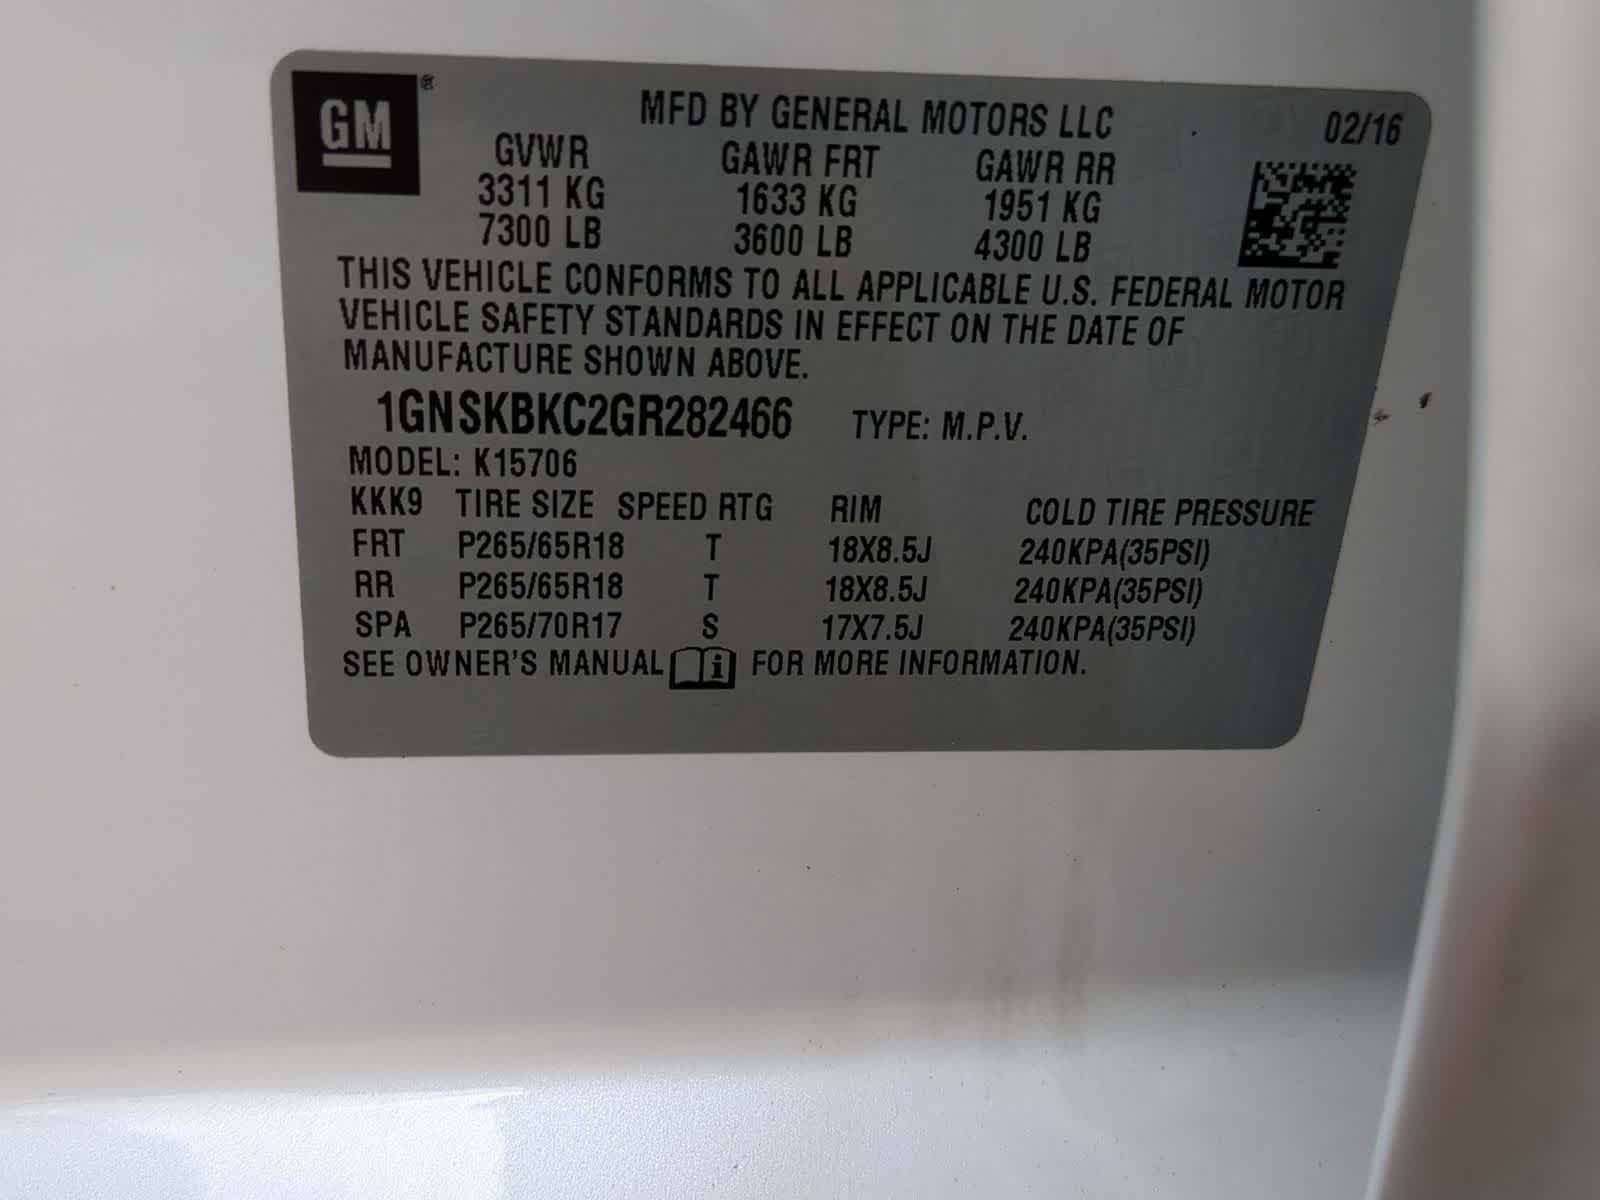 GM ®
MFD BY GENERAL MOTORS LLC 02/16
GVWR GAWR FRT GAWR RR
3311 KG 1633 KG 1951 KG
7300 LB 3600 LB 4300 LB
THIS VEHICLE CONFORMS TO ALL APPLICABLE U.S. FEDERAL MOTOR
VEHICLE SAFETY STANDARDS IN EFFECT ON THE DATE OF
MANUFACTURE SHOWN ABOVE.
1GNSKBKC2GR282466 TYPE: M.P.V.
MODEL: K15706
KKK9 TIRE SIZE SPEED RTG RIM COLD TIRE PRESSURE
FRT P265/65R18 T 18X8.5J 240KPA(35PSI)
RR P265/65R18 T 18X8.5J 240KPA(35PSI)
SPA P265/70R17 S 17X7.5J 240KPA(35PSI)
SEE OWNER'S MANUAL i FOR MORE INFORMATION.